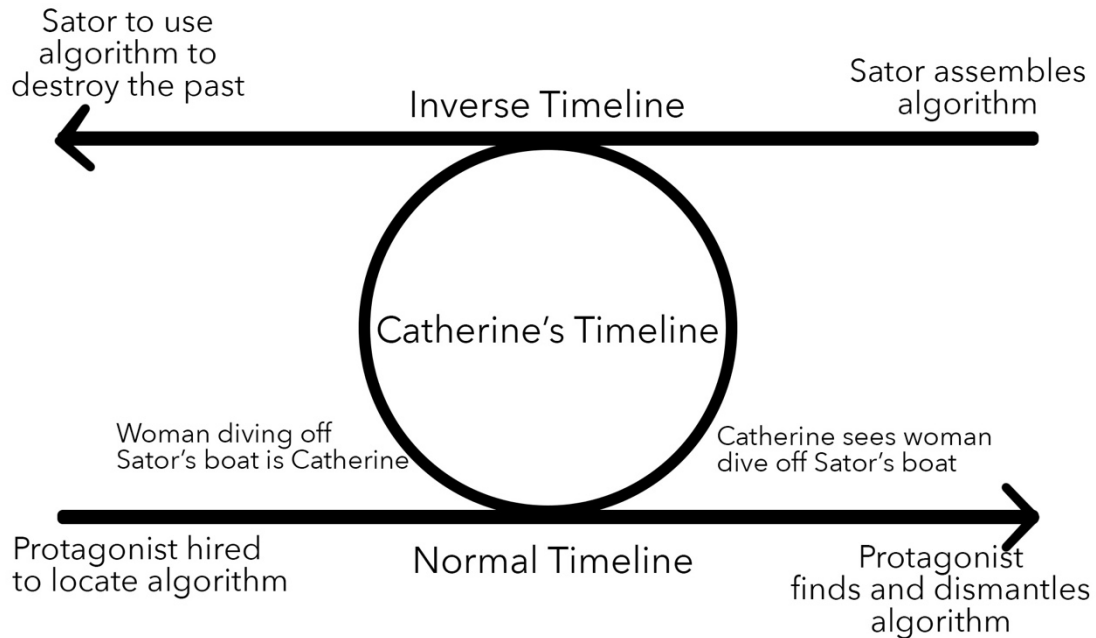 Sator to use
algorithm to
destroy the past
Sator assembles
algorithm
Inverse Timeline
Catherine’s Timeline
Woman diving off
Sator’s boat is Catherine
Catherine sees woman
dive off Sator’s boat
Protagonist hired
to locate algorithm
Normal Timeline
Protagonist
finds and dismantles
algorithm